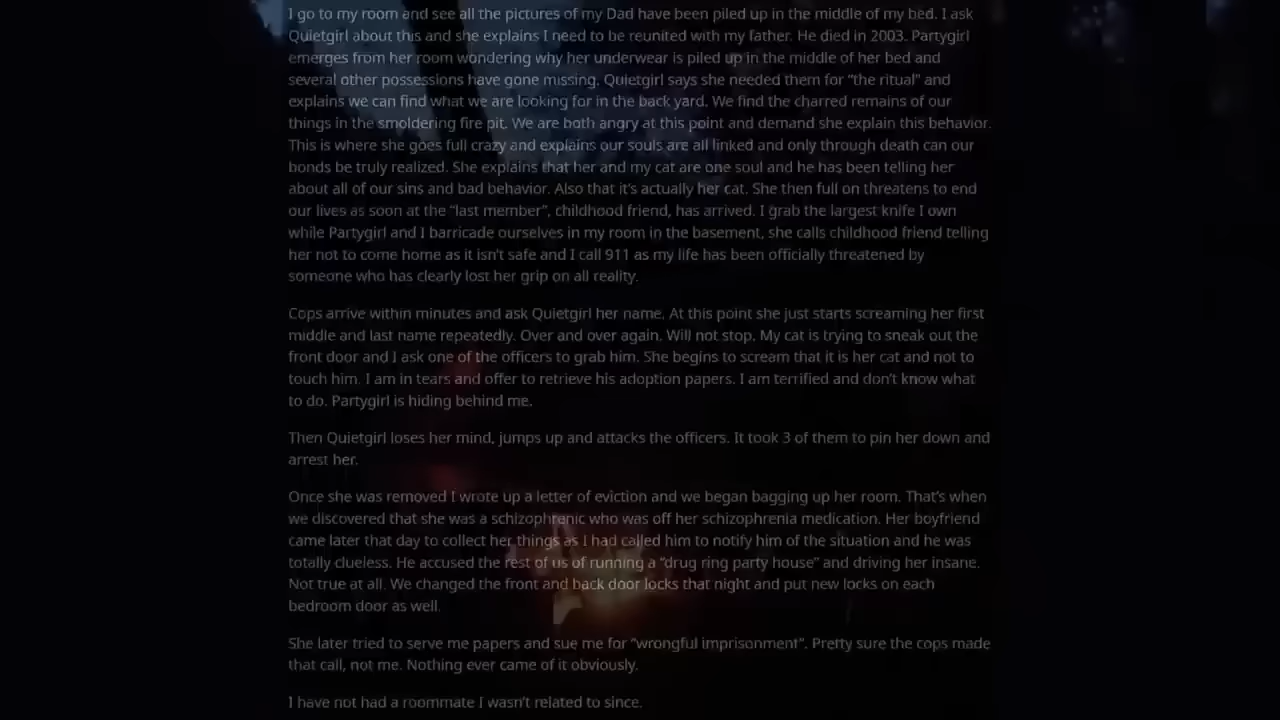 I go to my room and see all the pictures of my Dad have been piled up in the middle of my bed. I ask
Quietgirl about this and she explains I need to be reunited with my father. He died in 2003. Partygirl
emerges from her room wondering why her underwear is piled up in the middle of her bed and
several other possessions have gone missing. Quietgirl says she needed them for “the ritual” and
explains we can find what we are looking for in the back yard. We find the charred remains of our
things in the smoldering fire pit. We are both angry at this point and demand she explain this behavior.
This is where she goes full crazy and explains our souls are all linked and only through death can our
bonds be truly realized. She explains that her and my cat are one soul and he has been telling her
about all of our sins and bad behavior. Also that it’s actually her cat. She then full on threatens to end
our lives as soon at the “last member”, childhood friend, has arrived. I grab the largest knife I own
while Partygirl and I barricade ourselves in my room in the basement, she calls childhood friend telling
her not to come home as it isn’t safe and I call 911 as my life has been officially threatened by
someone who has clearly lost her grip on all reality.
Cops arrive within minutes and ask Quietgirl her name. At this point she just starts screaming her first
middle and last name repeatedly. Over and over again. Will not stop. My cat is trying to sneak out the
front door and I ask one of the officers to grab him. She begins to scream that it is her cat and not to
touch him. I am in tears and offer to retrieve his adoption papers. I am terrified and don’t know what
to do. Partygirl is hiding behind me.
Then Quietgirl loses her mind, jumps up and attacks the officers. It took 3 of them to pin her down and
arrest her.
Once she was removed I wrote up a letter of eviction and we began bagging up her room. That’s when
we discovered that she was a schizophrenic who was off her schizophrenia medication. Her boyfriend
came later that day to collect her things as I had called him to notify him of the situation and he was
totally clueless. He accused the rest of us of running a “drug ring party house” and driving her insane.
Not true at all. We changed the front and back door locks that night and put new locks on each
bedroom door as well.
She later tried to serve me papers and sue me for “wrongful imprisonment”. Pretty sure the cops made
that call, not me. Nothing ever came of it obviously.
I have not had a roommate I wasn’t related to since.